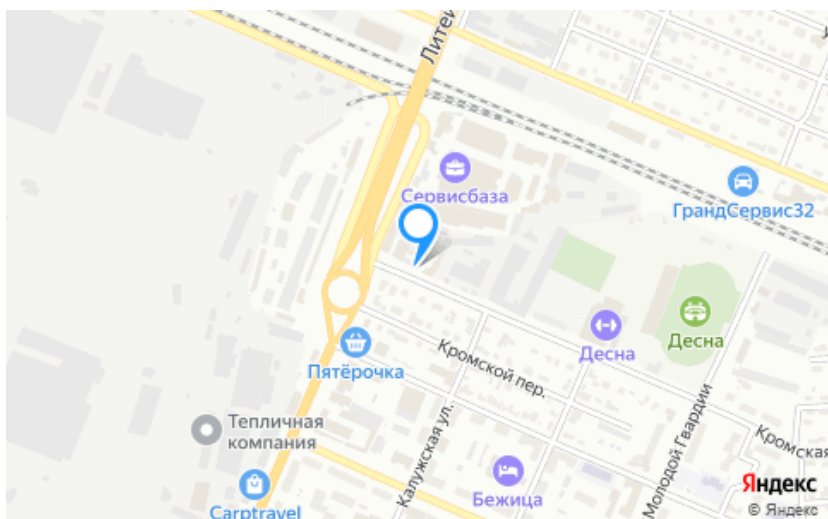 Литей
Сервисбаза
ГрандСервис32
Десна
Десна
Пятёрочка
Кромской пер.
Тепличная
компания
Калужская ул.
Молодой Гвардии
Кромская
Бежица
Carptravel
Яндекс
© Яндекс